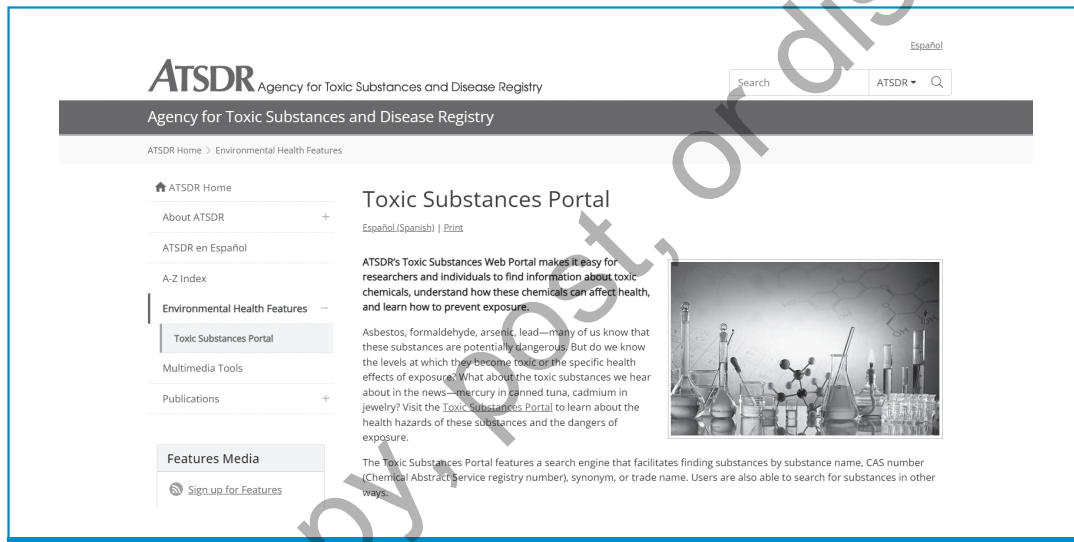 Español
ATSDR Agency for Toxic Substances and Disease Registry
Search
ATSDR
Agency for Toxic Substances and Disease Registry
ATSDR Home > Environmental Health Features
ATSDR Home
About ATSDR +
ATSDR en Español
A-Z Index
Environmental Health Features −
Toxic Substances Portal
Multimedia Tools
Publications +
Features Media
Sign up for Features
Toxic Substances Portal
Español (Spanish) | Print
ATSDR's Toxic Substances Web Portal makes it easy for
researchers and individuals to find information about toxic
chemicals, understand how these chemicals can affect health,
and learn how to prevent exposure.
Asbestos, formaldehyde, arsenic, lead—many of us know that
these substances are potentially dangerous. But do we know
the levels at which they become toxic or the specific health
effects of exposure? What about the toxic substances we hear
about in the news—mercury in canned tuna, cadmium in
jewelry? Visit the Toxic Substances Portal to learn about the
health hazards of these substances and the dangers of
exposure.
The Toxic Substances Portal features a search engine that facilitates finding substances by substance name, CAS number
(Chemical Abstract Service registry number), synonym, or trade name. Users are also able to search for substances in other
ways.
py, post, or dis